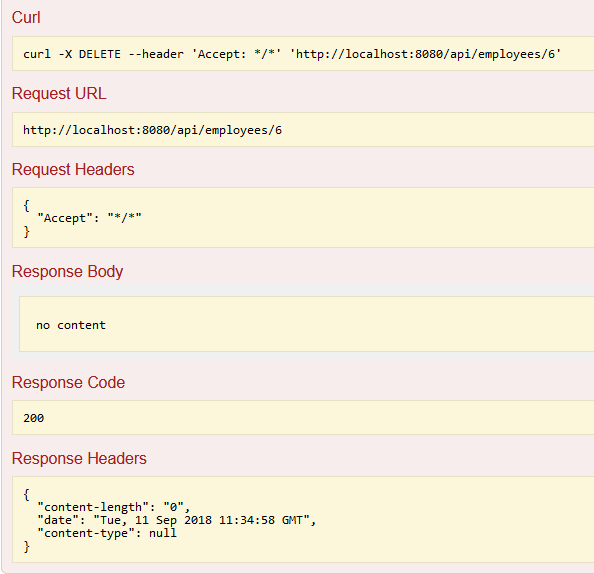 Curl
curl -X DELETE --header 'Accept: */*' 'http://localhost:8080/api/employees/6'
Request URL
http://localhost:8080/api/employees/6
Request Headers
{
  "Accept": "*/*"
}
Response Body
no content
Response Code
200
Response Headers
{
  "content-length": "0",
  "date": "Tue, 11 Sep 2018 11:34:58 GMT",
  "content-type": null
}